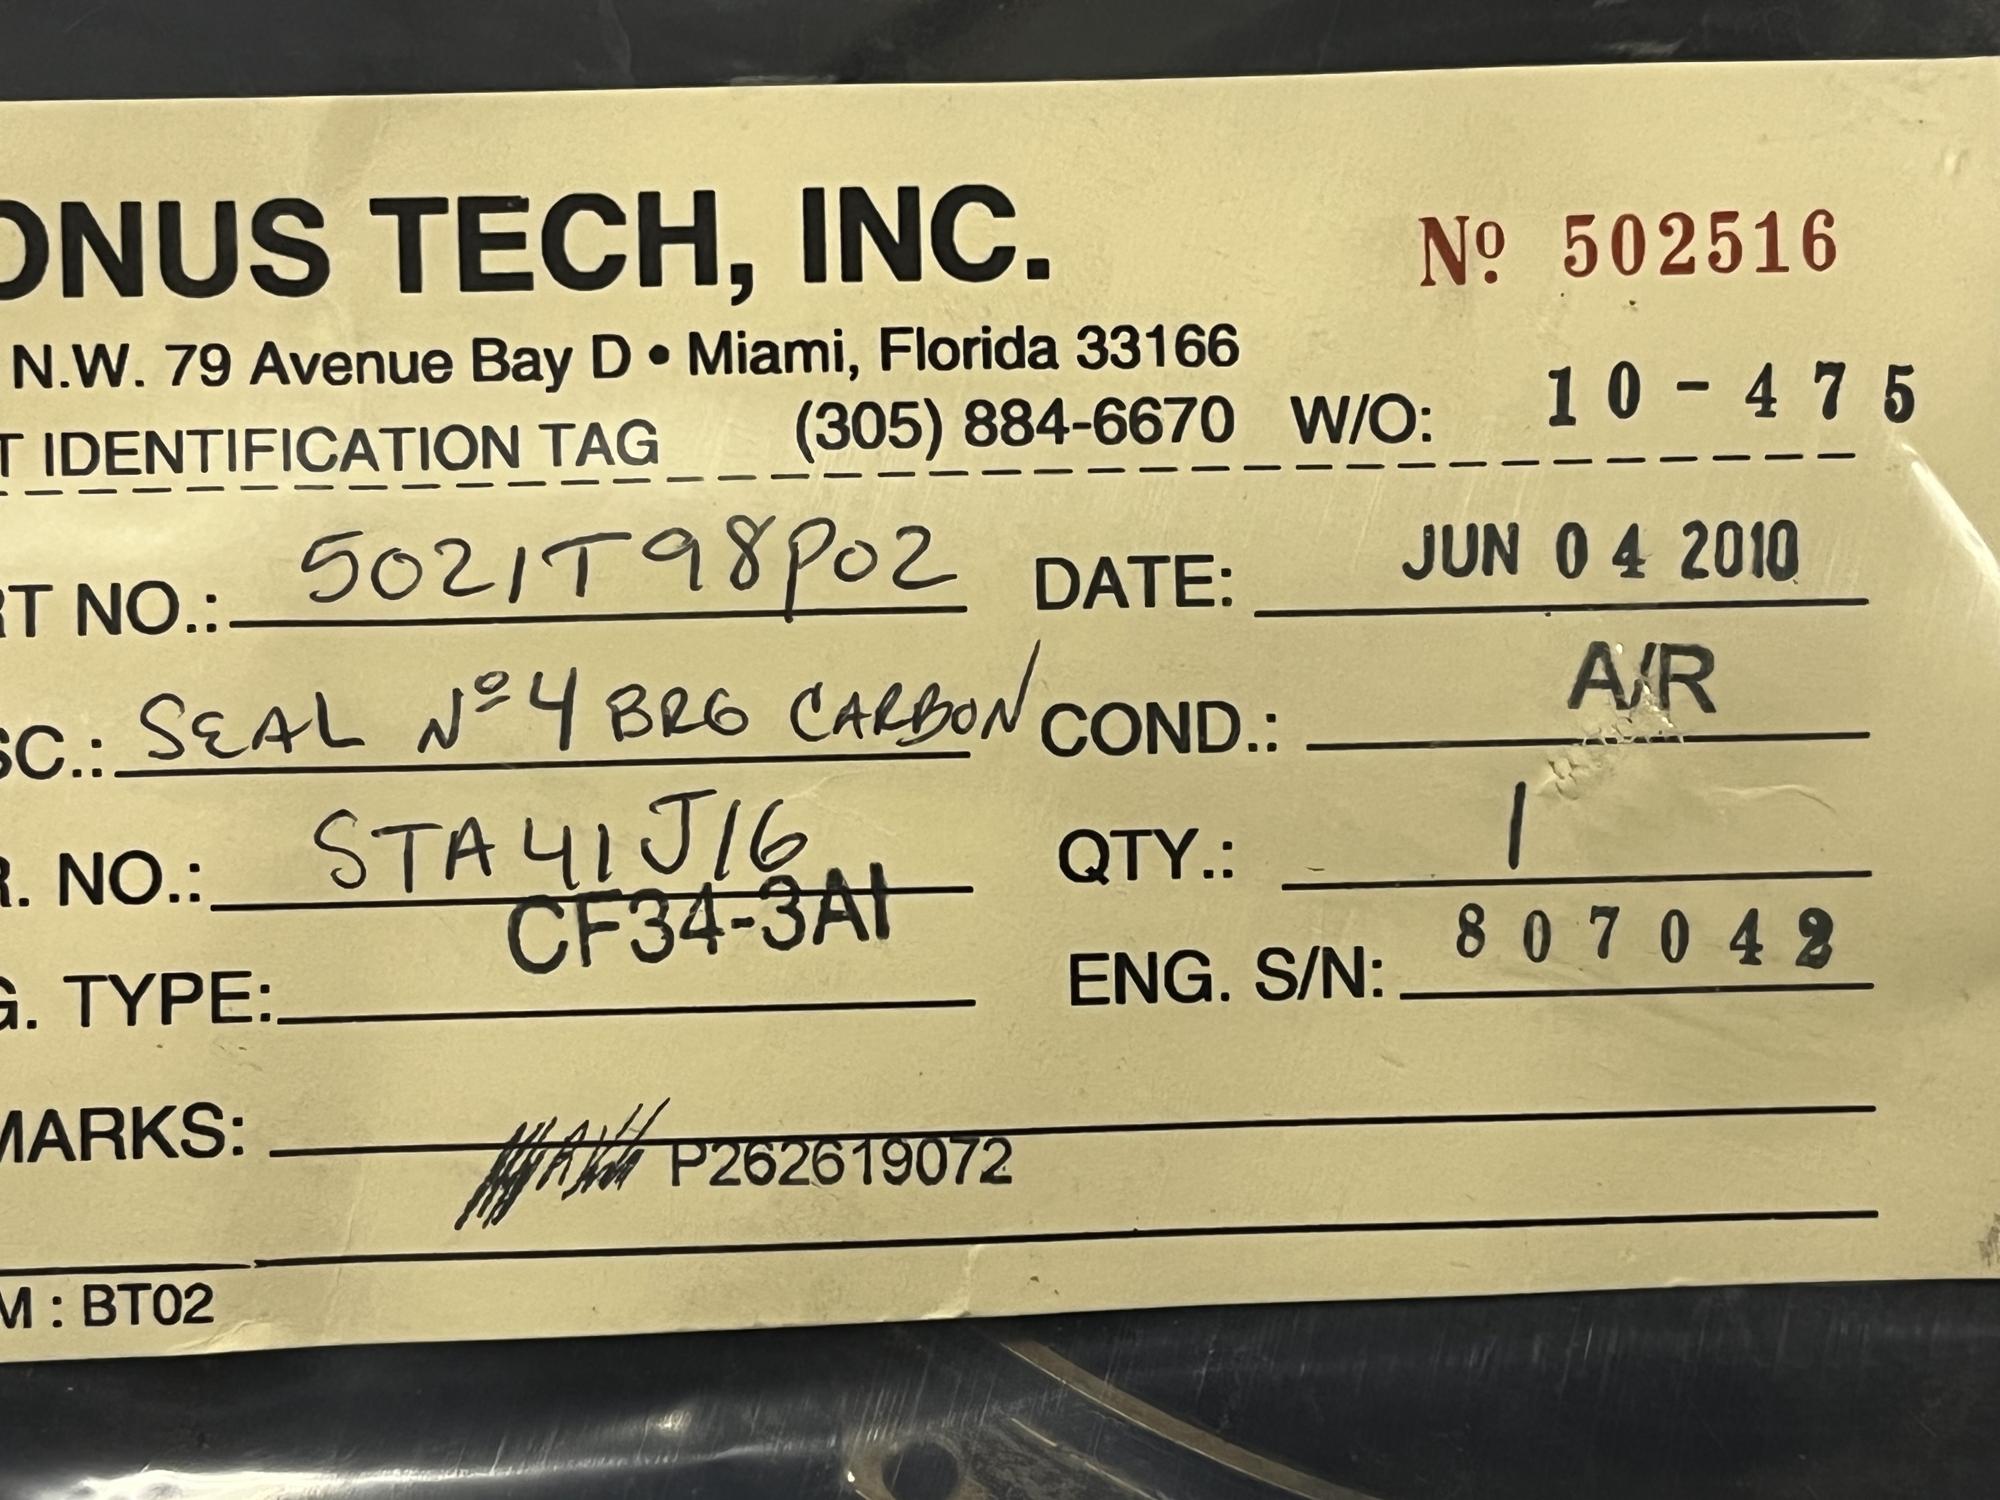 ONUS TECH, INC. Nº 502516
N.W. 79 Avenue Bay D • Miami, Florida 33166
T IDENTIFICATION TAG (305) 884-6670 W/O: 10-475
RT NO.: 5021T98P02 DATE: JUN 04 2010
SC.: SEAL Nº 4 BRG CARBON COND.: A/R
R. NO.: STA41J16 QTY.: 1
G. TYPE: CF34-3A1 ENG. S/N: 807042
MARKS:
P262619072
M : BT02